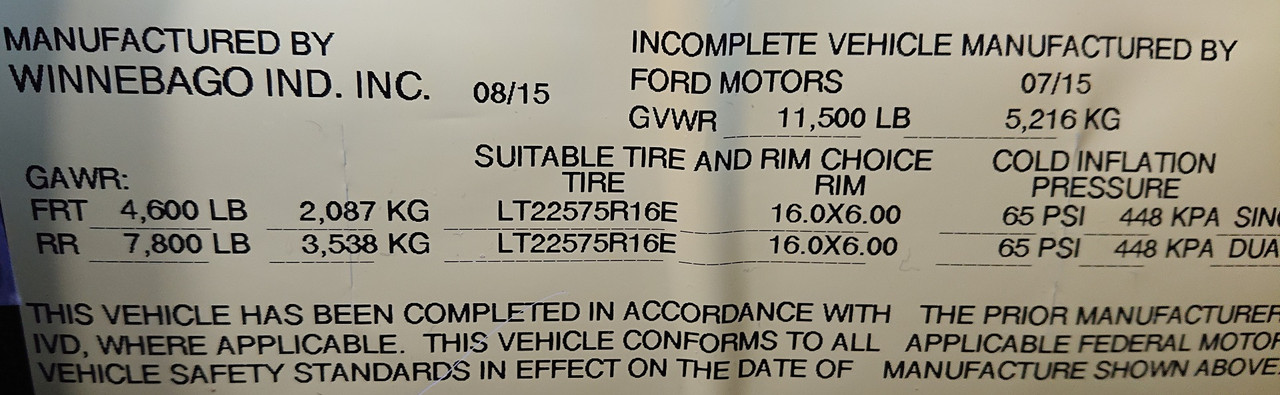 MANUFACTURED BY
WINNEBAGO IND. INC. 08/15
INCOMPLETE VEHICLE MANUFACTURED BY
FORD MOTORS 07/15
GVWR 11,500 LB 5,216 KG
SUITABLE TIRE AND RIM CHOICE COLD INFLATION
GAWR: TIRE RIM PRESSURE
FRT 4,600 LB 2,087 KG LT22575R16E 16.0X6.00 65 PSI 448 KPA
RR 7,800 LB 3,538 KG LT22575R16E 16.0X6.00 65 PSI 448 KPA DUA
THIS VEHICLE HAS BEEN COMPLETED IN ACCORDANCE WITH THE PRIOR MANUFACTURER
IVD, WHERE APPLICABLE. THIS VEHICLE CONFORMS TO ALL APPLICABLE FEDERAL MOTOR
VEHICLE SAFETY STANDARDS IN EFFECT ON THE DATE OF MANUFACTURE SHOWN ABOVE.